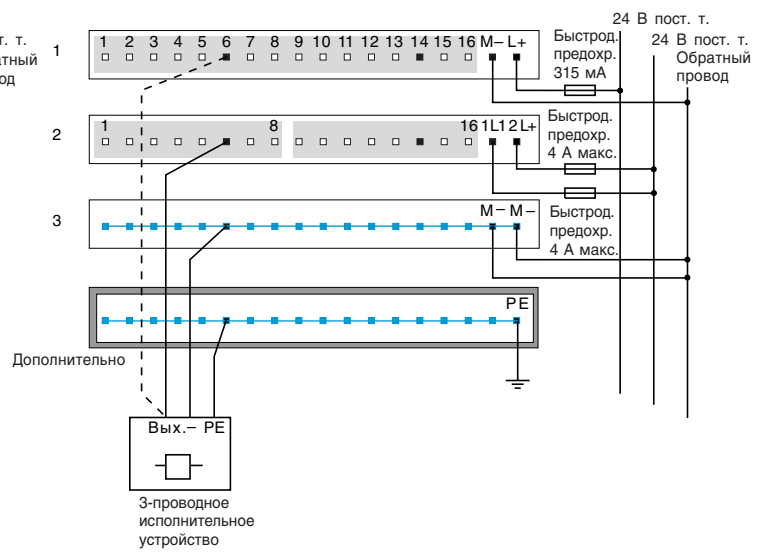 24 В пост. т.
24 В пост. т.
Обратный
провод
1
1 2 3 4 5 6 7 8 9 10 11 12 13 14 15 16 M– L+
Быстрод.
предохр.
315 мА
2
1 8 16 1L1 2L+
Быстрод.
предохр.
4 А макс.
3
M– M–
Быстрод.
предохр.
4 А макс.
PE
Дополнительно
Вых.– PE
3-проводное
исполнительное
устройство